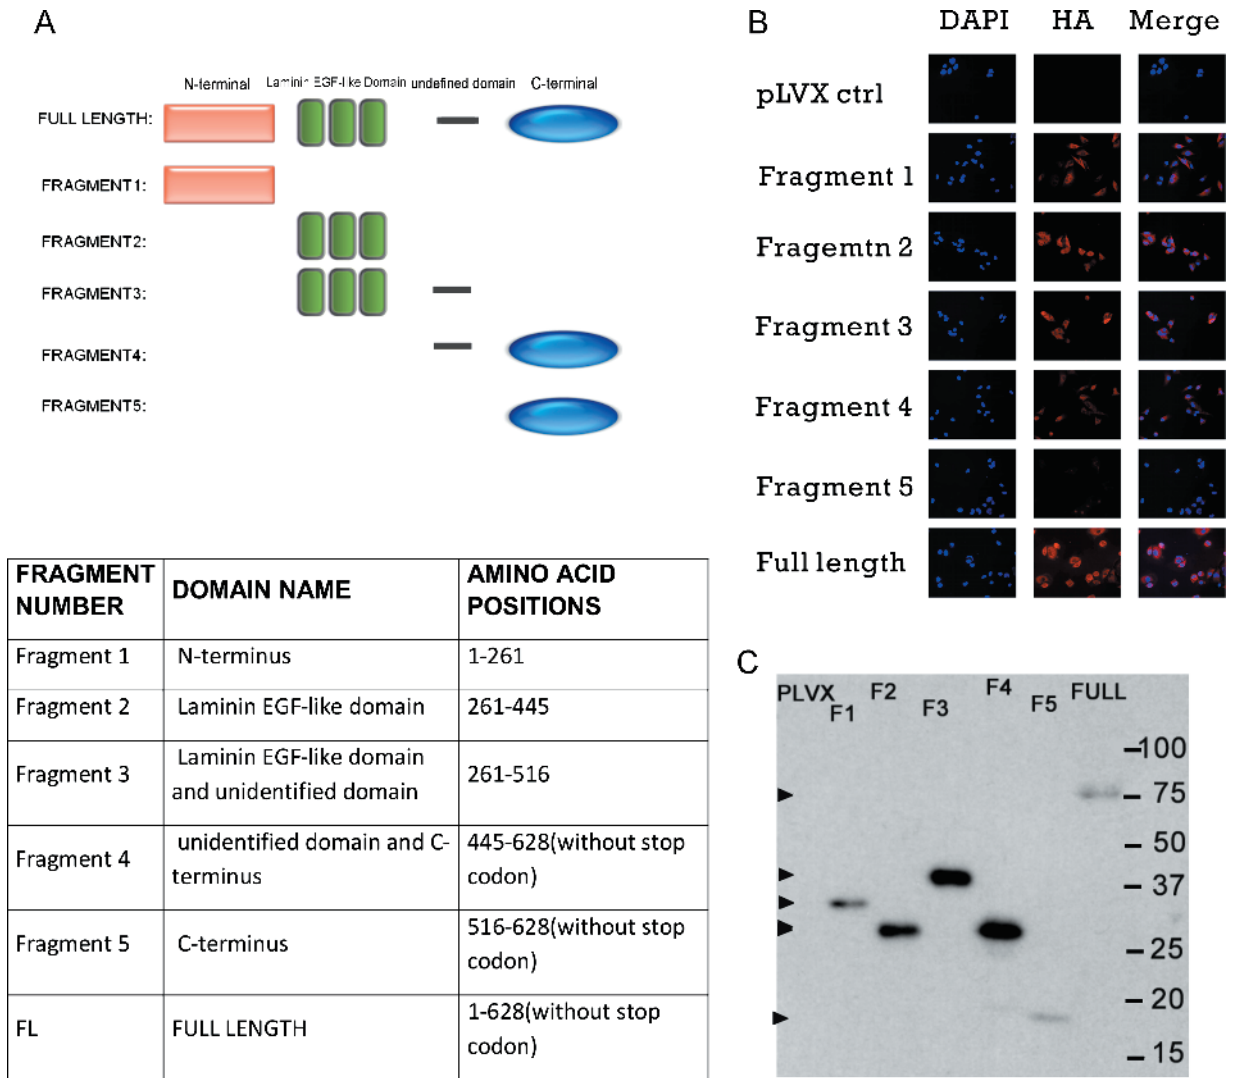 A
N-terminal Laminin EGF-like Domain undefined domain C-terminal
FULL LENGTH:
FRAGMENT1:
FRAGMENT2:
FRAGMENT3:
FRAGMENT4:
FRAGMENT5:
B
DAPI HA Merge
pLVX ctrl
Fragment 1
Fragemtn 2
Fragment 3
Fragment 4
Fragment 5
Full length
FRAGMENT NUMBER
DOMAIN NAME
AMINO ACID POSITIONS
Fragment 1
N-terminus
1-261
Fragment 2
Laminin EGF-like domain
261-445
Fragment 3
Laminin EGF-like domain
and unidentified domain
261-516
Fragment 4
unidentified domain and C-
terminus
445-628(without stop
codon)
Fragment 5
C-terminus
516-628(without stop
codon)
FL
FULL LENGTH
1-628(without stop
codon)
C
PLVX F1 F2 F3 F4 F5 FULL
100
75
50
37
25
20
15